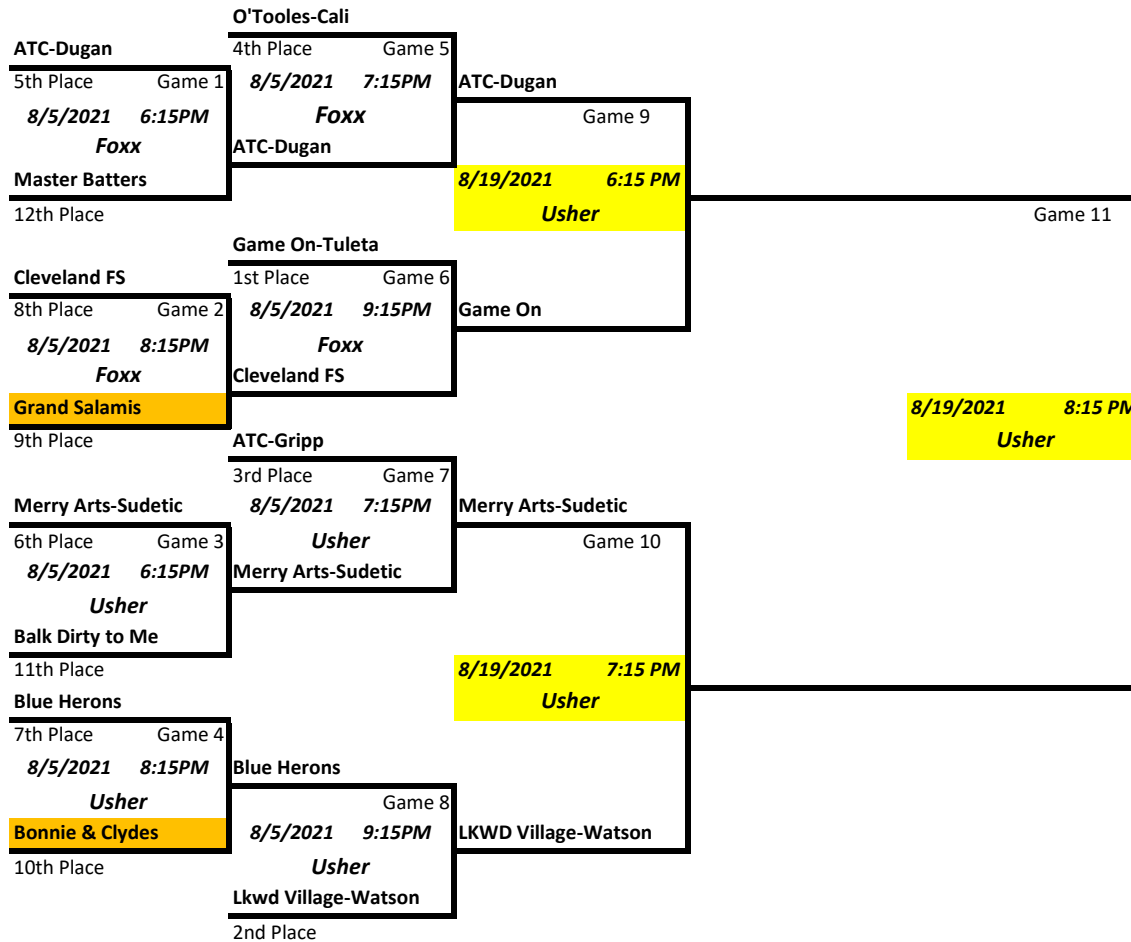 O'Tooles-Cali
ATC-Dugan
4th Place Game 5
5th Place Game 1
8/5/2021 7:15PM
ATC-Dugan
8/5/2021 6:15PM
Foxx
Game 9
Foxx
ATC-Dugan
Master Batters
8/19/2021 6:15 PM
12th Place
Usher
Game 11
Game On-Tuleta
Cleveland FS
1st Place Game 6
8th Place Game 2
8/5/2021 9:15PM
Game On
8/5/2021 8:15PM
Foxx
Foxx
Cleveland FS
Grand Salamis
8/19/2021 8:15 PM
9th Place
ATC-Gripp
Usher
3rd Place Game 7
Merry Arts-Sudetic
8/5/2021 7:15PM
Merry Arts-Sudetic
6th Place Game 3
Usher
Game 10
8/5/2021 6:15PM
Merry Arts-Sudetic
Usher
Balk Dirty to Me
11th Place
8/19/2021 7:15 PM
Blue Herons
Usher
7th Place Game 4
8/5/2021 8:15PM
Blue Herons
Usher
Game 8
Bonnie & Clydes
8/5/2021 9:15PM
LKWD Village-Watson
10th Place
Usher
Lkwd Village-Watson
2nd Place